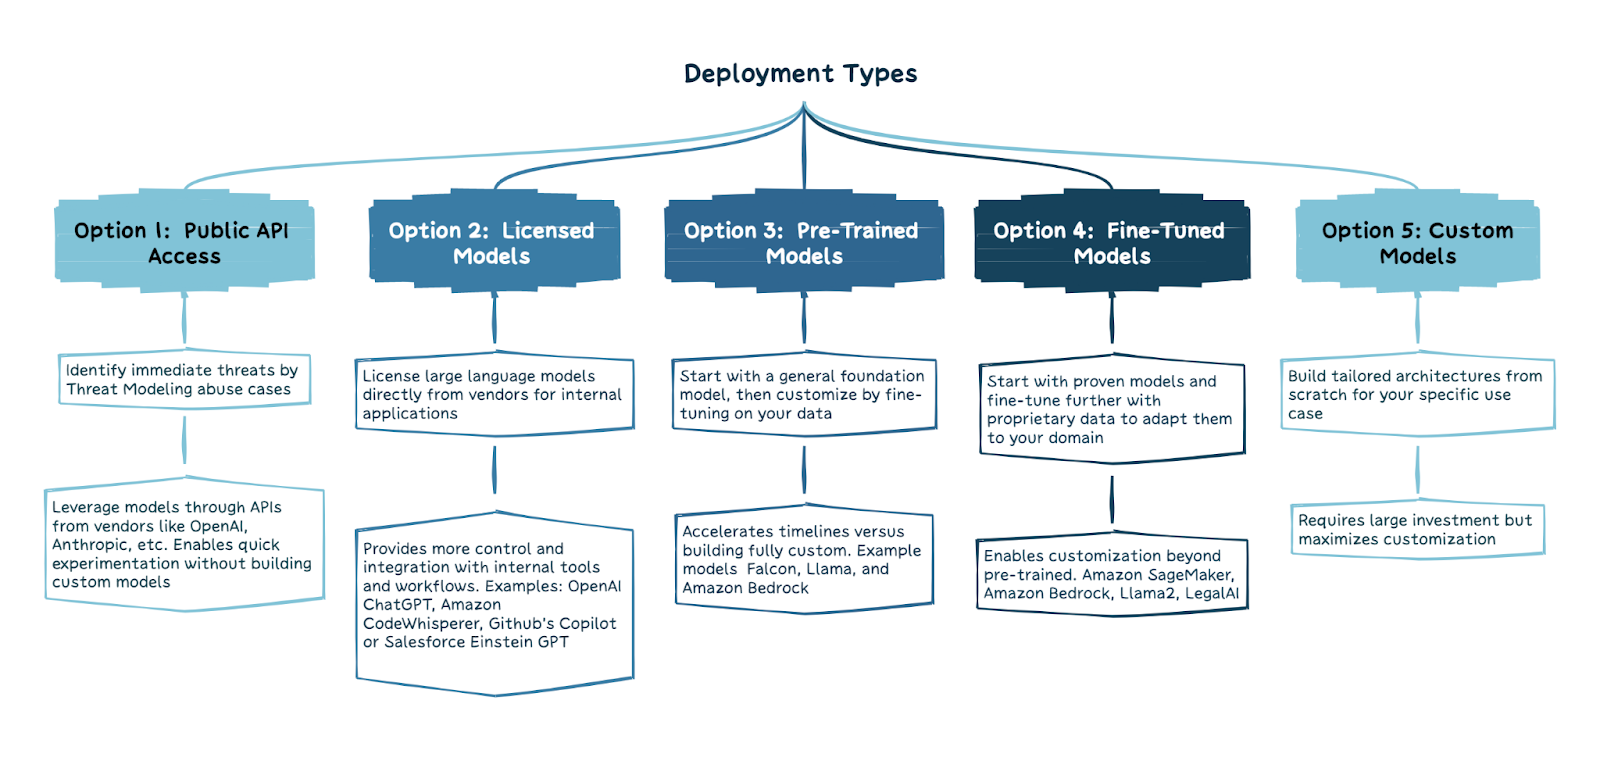 Deployment Types
Option 1:  Public API
Access
Option 2:  Licensed
Models
Option 3:  Pre-Trained
Models
Option 4:  Fine-Tuned
Models
Option 5: Custom
Models
Identify immediate threats by
Threat Modeling abuse cases
License large language models
directly from vendors for internal
applications
Start with a general foundation
model, then customize by fine-
tuning on your data
Start with proven models and
fine-tune further with
proprietary data to adapt them
to your domain
Build tailored architectures from
scratch for your specific use
case
Leverage models through APIs
from vendors like OpenAI,
Anthropic, etc. Enables quick
experimentation without building
custom models
Provides more control and
integration with internal tools
and workflows. Examples: OpenAI
ChatGPT, Amazon
CodeWhisperer, Github's Copilot
or Salesforce Einstein GPT
Accelerates timelines versus
building fully custom. Example
models  Falcon, Llama, and
Amazon Bedrock
Enables customization beyond
pre-trained. Amazon SageMaker,
Amazon Bedrock, Llama2, LegalAI
Requires large investment but
maximizes customization